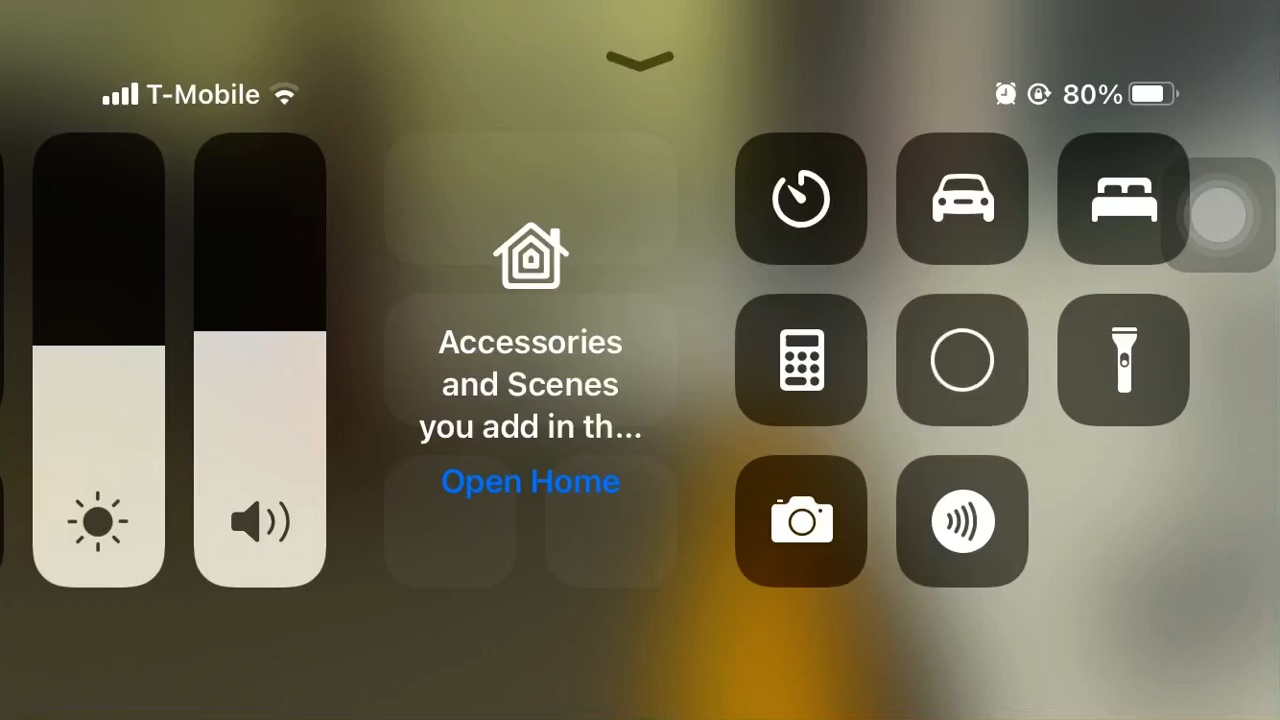 T-Mobile
80%
Accessories
and Scenes
you add in th...
Open Home